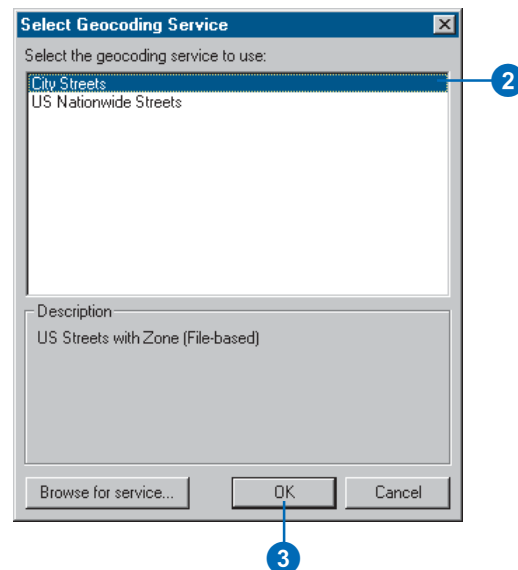 Select Geocoding Service
Select the geocoding service to use:
City Streets
2
US Nationwide Streets
Description
US Streets with Zone (File-based)
Browse for service...
OK
Cancel
3